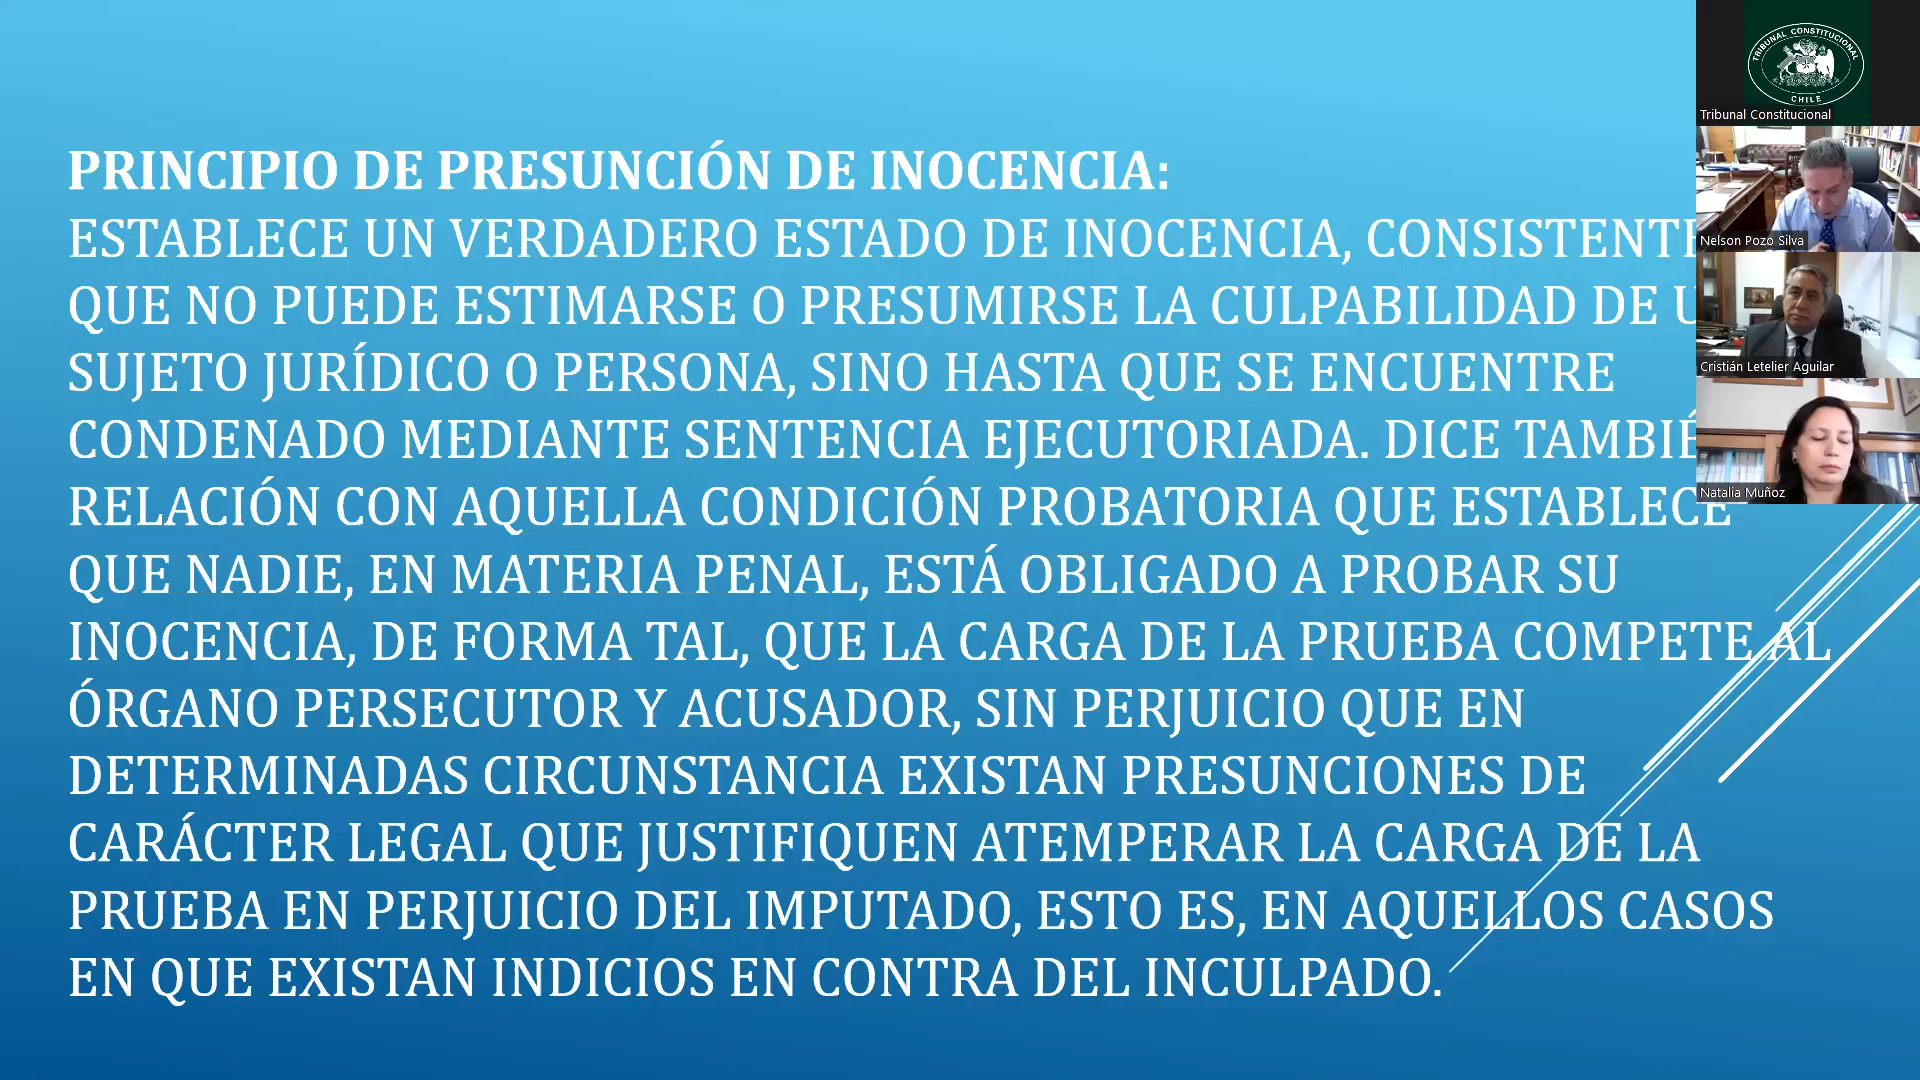 PRINCIPIO DE PRESUNCIÓN DE INOCENCIA:
ESTABLECE UN VERDADERO ESTADO DE INOCENCIA, CONSISTENTE
QUE NO PUEDE ESTIMARSE O PRESUMIRSE LA CULPABILIDAD DE
SUJETO JURÍDICO O PERSONA, SINO HASTA QUE SE ENCUENTRE
CONDENADO MEDIANTE SENTENCIA EJECUTORIADA. DICE TAMBIÉ
RELACIÓN CON AQUELLA CONDICIÓN PROBATORIA QUE ESTABLECE
QUE NADIE, EN MATERIA PENAL, ESTÁ OBLIGADO A PROBAR SU
INOCENCIA, DE FORMA TAL, QUE LA CARGA DE LA PRUEBA COMPETE AL
ÓRGANO PERSECUTOR Y ACUSADOR, SIN PERJUICIO QUE EN
DETERMINADAS CIRCUNSTANCIA EXISTAN PRESUNCIONES DE
CARÁCTER LEGAL QUE JUSTIFIQUEN ATEMPERAR LA CARGA DE LA
PRUEBA EN PERJUICIO DEL IMPUTADO, ESTO ES, EN AQUELLOS CASOS
EN QUE EXISTAN INDICIOS EN CONTRA DEL INCULPADO.
TRIBUNAL CONSTITUCIONAL
CHILE
Tribunal Constitucional
Nelson Pozo Silva
Cristián Letelier Aguilar
Natalia Muñoz